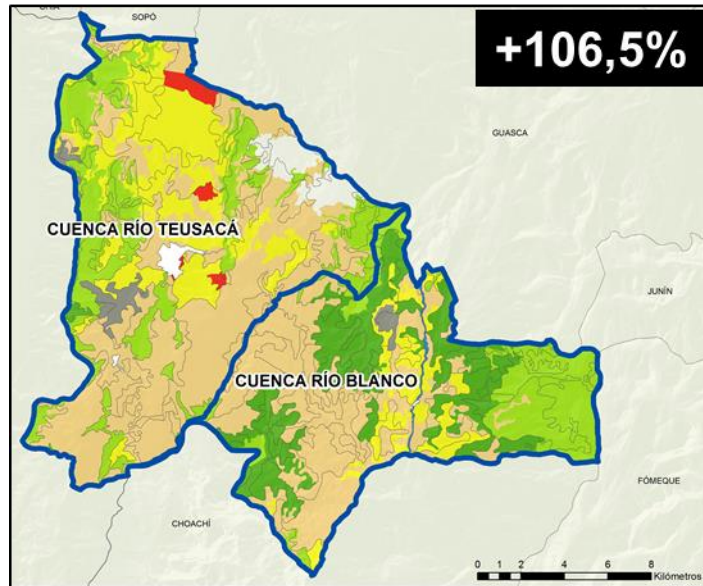 SOPÓ
+106,5%
GUASCA
CUENCA RÍO TEUSACÁ
JUNÍN
CUENCA RÍO BLANCO
FÓMEQUE
CHOACHÍ
0 1 2 4 6 8
Kilómetros